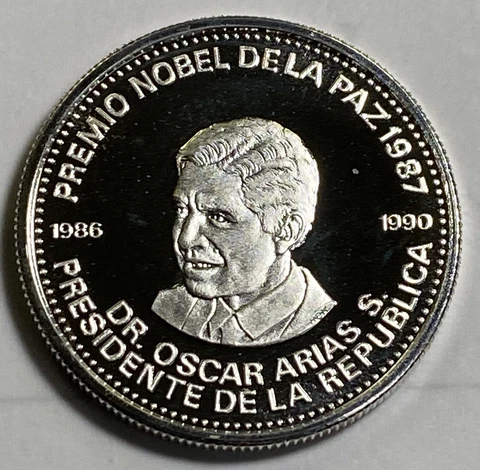 PREMIO NOBEL DE LA PAZ 1987
1986
1990
DR. OSCAR ARIAS S.
PRESIDENTE DE LA REPUBLICA